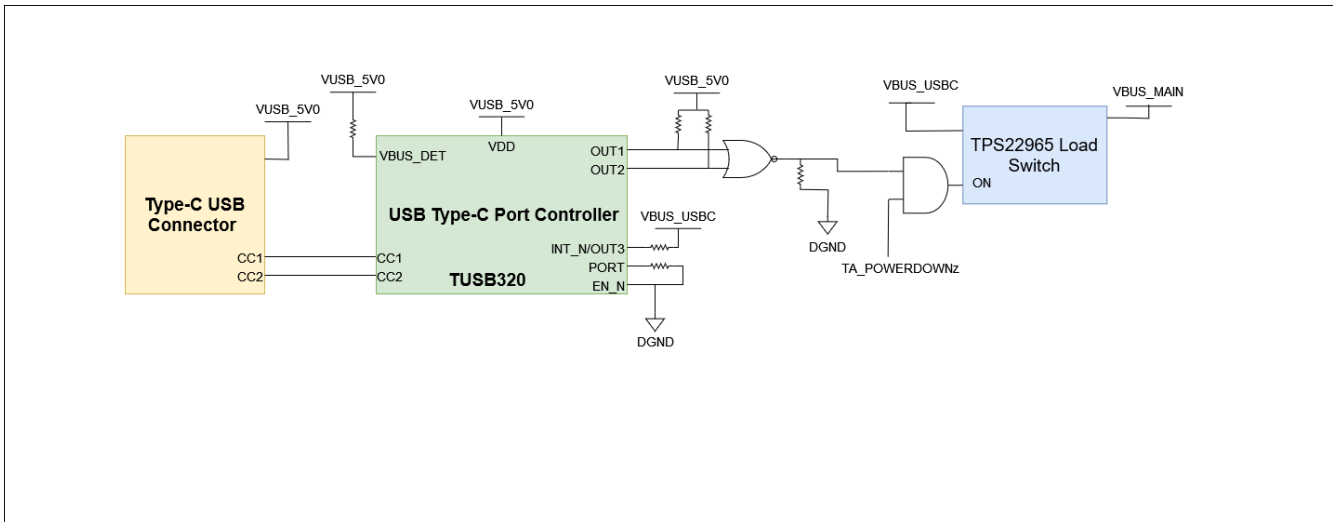 VUSB_5V0
VUSB_5V0
VUSB_5V0
VUSB_5V0
VBUS_USBC
VBUS_MAIN
Type-C USB
Connector
CC1
CC2
VBUS_DET
VDD
OUT1
OUT2
USB Type-C Port Controller
CC1
CC2
TUSB320
INT_N/OUT3
PORT
EN_N
VBUS_USBC
DGND
DGND
TA_POWERDOWNz
TPS22965 Load
Switch
ON